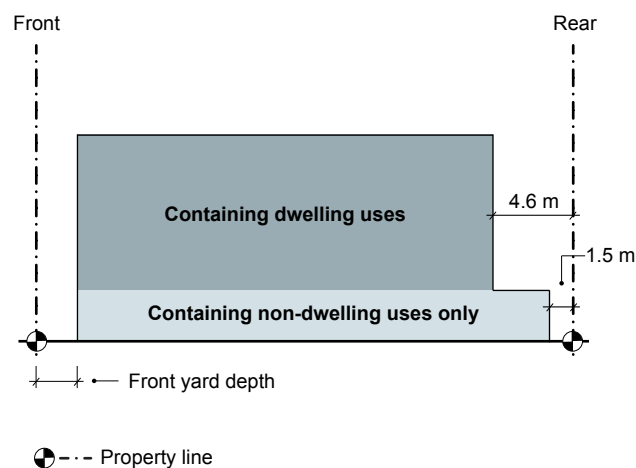 Front
Rear
Containing dwelling uses
4.6 m
1.5 m
Containing non-dwelling uses only
Front yard depth
Property line